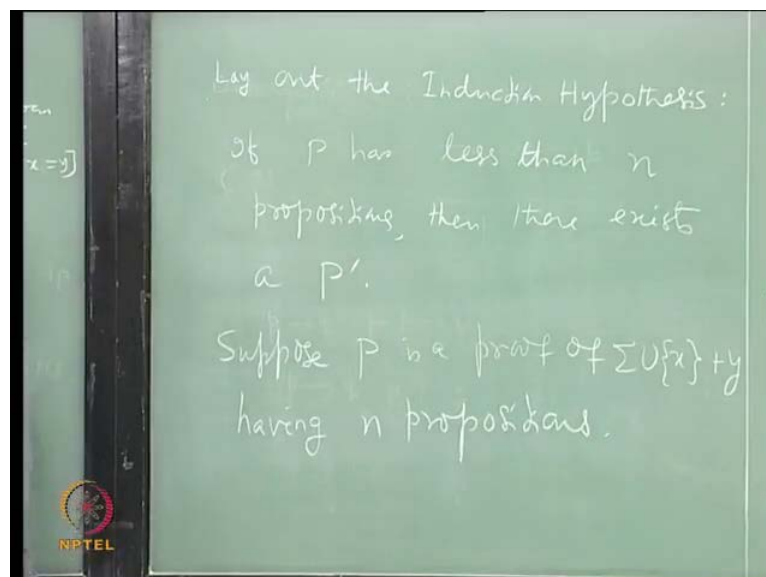 Lay out the Induction Hypothesis:
If P has less than n
propositions, then there exists
a P'.
Suppose P is a proof of Σ∪{x} ⊢ y
having n propositions.
x = y]
NPTEL